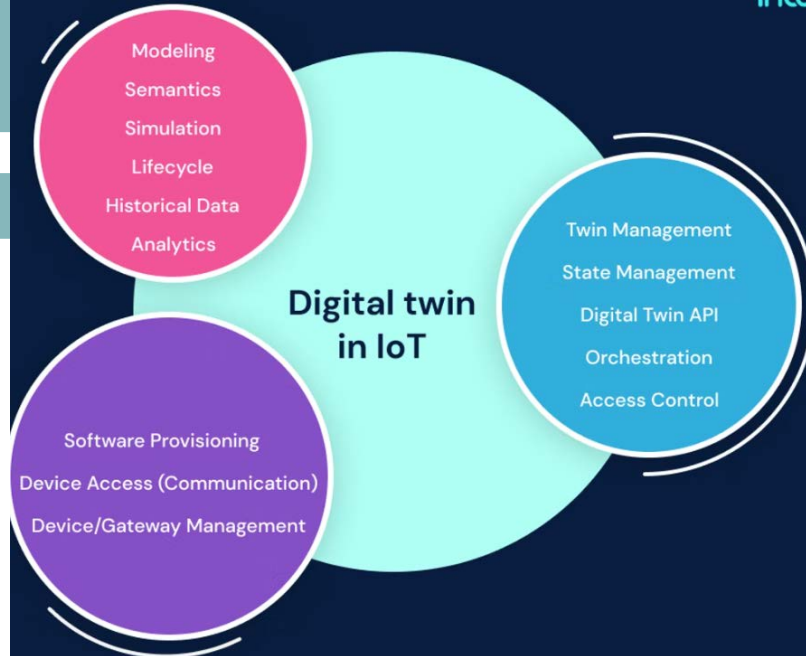 Modeling
Semantics
Simulation
Lifecycle
Historical Data
Analytics
Digital twin
in IoT
Twin Management
State Management
Digital Twin API
Orchestration
Access Control
Software Provisioning
Device Access (Communication)
Device/Gateway Management